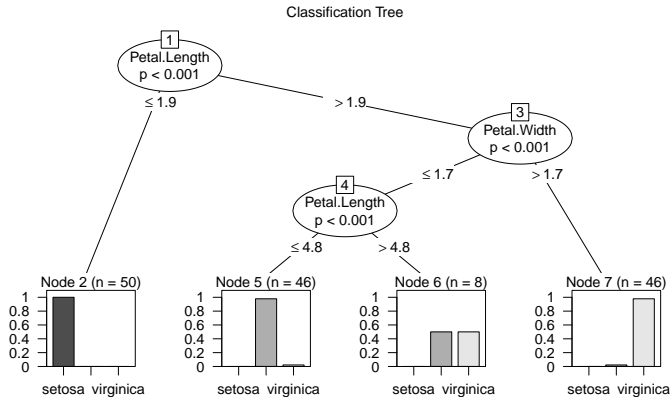 Classification Tree
1
Petal.Length
p < 0.001
≤ 1.9
> 1.9
3
Petal.Width
p < 0.001
≤ 1.7
> 1.7
4
Petal.Length
p < 0.001
≤ 4.8
> 4.8
Node 2 (n = 50)
1
0.8
0.6
0.4
0.2
0
setosa virginica
Node 5 (n = 46)
1
0.8
0.6
0.4
0.2
0
setosa virginica
Node 6 (n = 8)
1
0.8
0.6
0.4
0.2
0
setosa virginica
Node 7 (n = 46)
1
0.8
0.6
0.4
0.2
0
setosa virginica